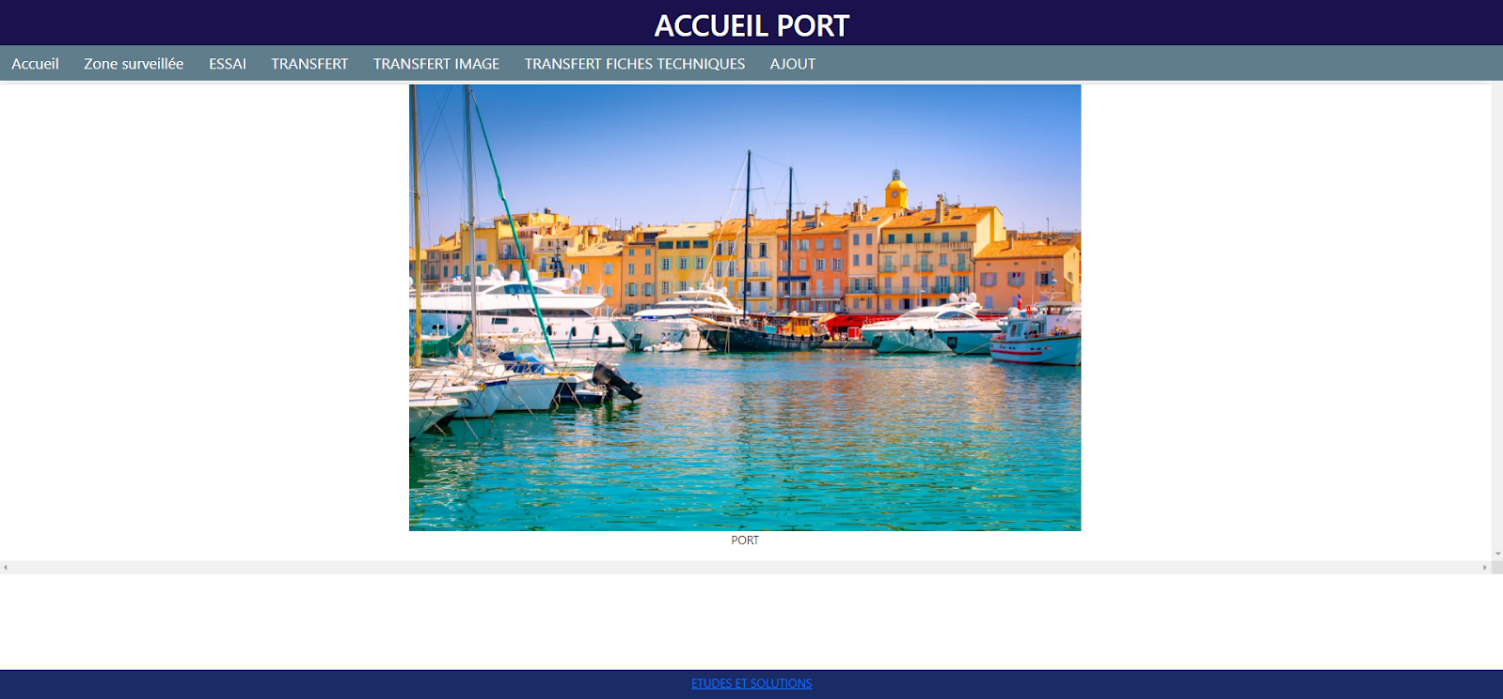 ACCUEIL PORT
Accueil Zone surveillée ESSAI TRANSFERT TRANSFERT IMAGE TRANSFERT FICHES TECHNIQUES AJOUT
PORT
ETUDES ET SOLUTIONS